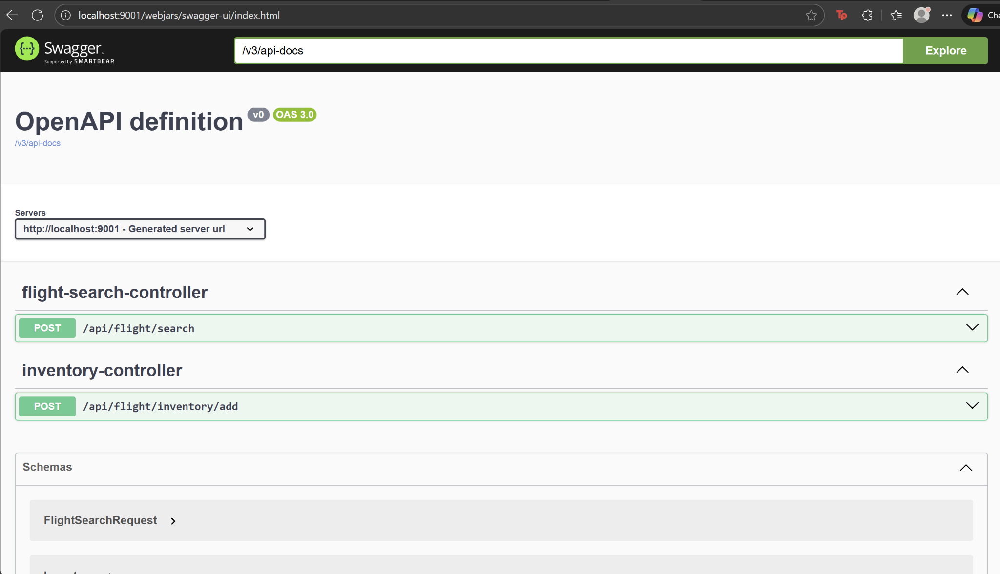 localhost:9001/webjars/swagger-ui/index.html
Tp
Swagger
Supported by SMARTBEAR
/v3/api-docs
Explore
OpenAPI definition v0 OAS 3.0
/v3/api-docs
Servers
http://localhost:9001 - Generated server url
flight-search-controller
POST /api/flight/search
inventory-controller
POST /api/flight/inventory/add
Schemas
FlightSearchRequest